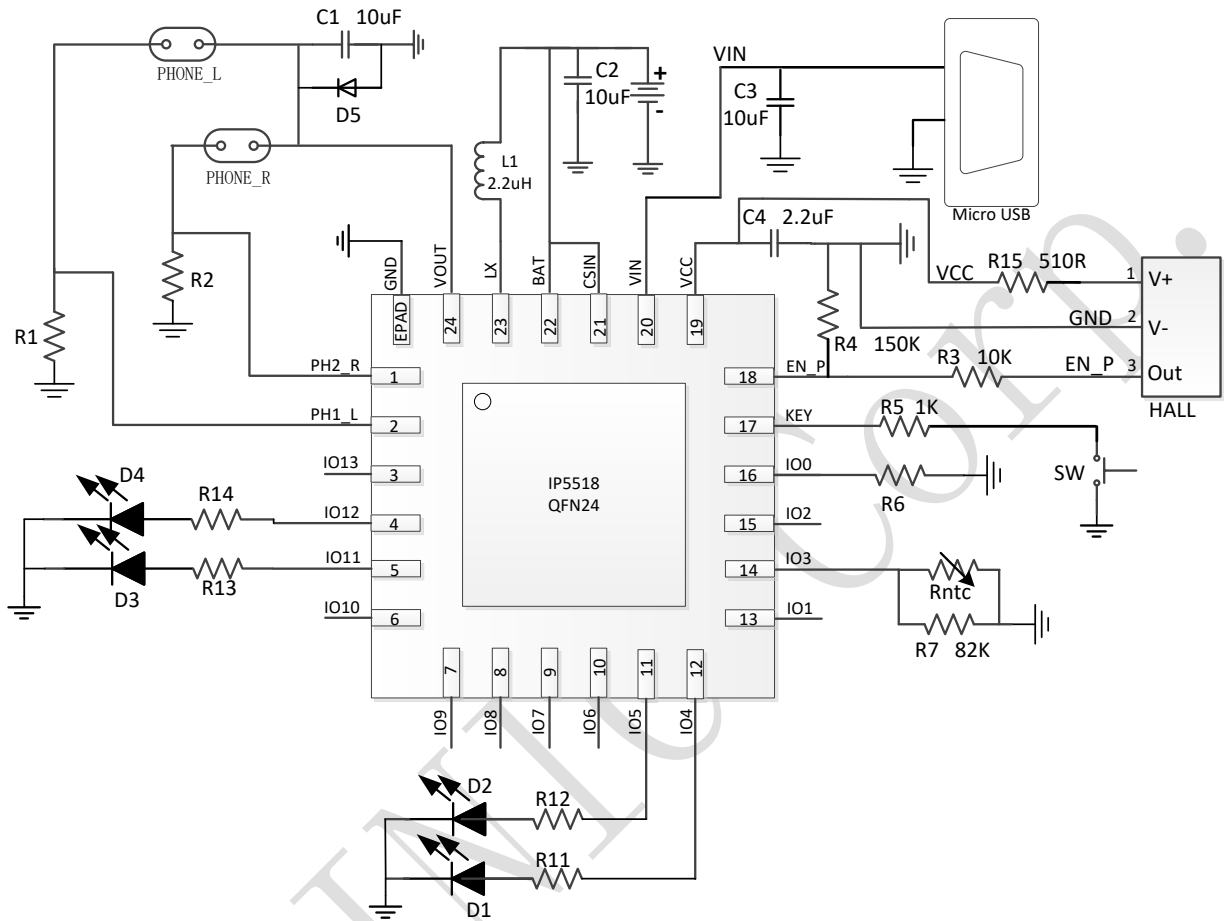 C1 10uF
PHONE_L
D5
PHONE_R
C2
10uF
+
-
VIN
C3
10uF
Micro USB
L1
2.2uH
C4 2.2uF
R2
R1
GND
VOUT
LX
BAT
CSIN
VIN
VCC
EPAD
24
23
22
21
20
19
VCC
R15 510R
1 V+
GND 2 V-
R4 150K
R3 10K
EN_P 3 Out
HALL
PH2_R 1
PH1_L 2
IO13 3
IO12 4
IO11 5
IO10 6
18 EN_P
17 KEY
16 IO0
15 IO2
14 IO3
13 IO1
R5 1K
SW
R6
Rntc
R7 82K
IP5518
QFN24
D4
R14
D3
R13
7
8
9
10
11
12
IO9
IO8
IO7
IO6
IO5
IO4
D2
R12
R11
D1
INIC Corp.